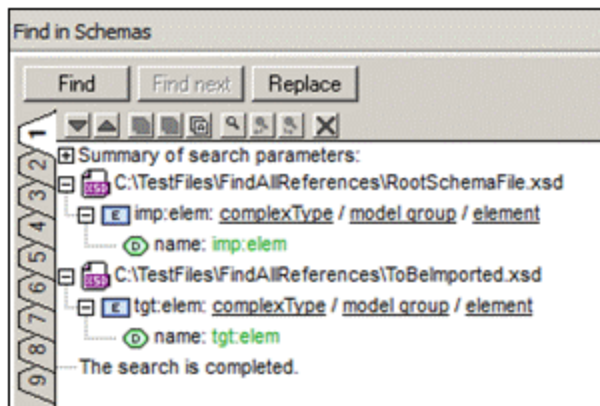 Find in Schemas
Find Find next Replace
Summary of search parameters:
C:\TestFiles\FindAllReferences\RootSchemaFile.xsd
E imp:elem: complexType / model group / element
D name: imp:elem
C:\TestFiles\FindAllReferences\ToBeImported.xsd
E tgt:elem: complexType / model group / element
D name: tgt:elem
The search is completed.
1
2
3
4
5
6
7
8
9
XSD
XSD